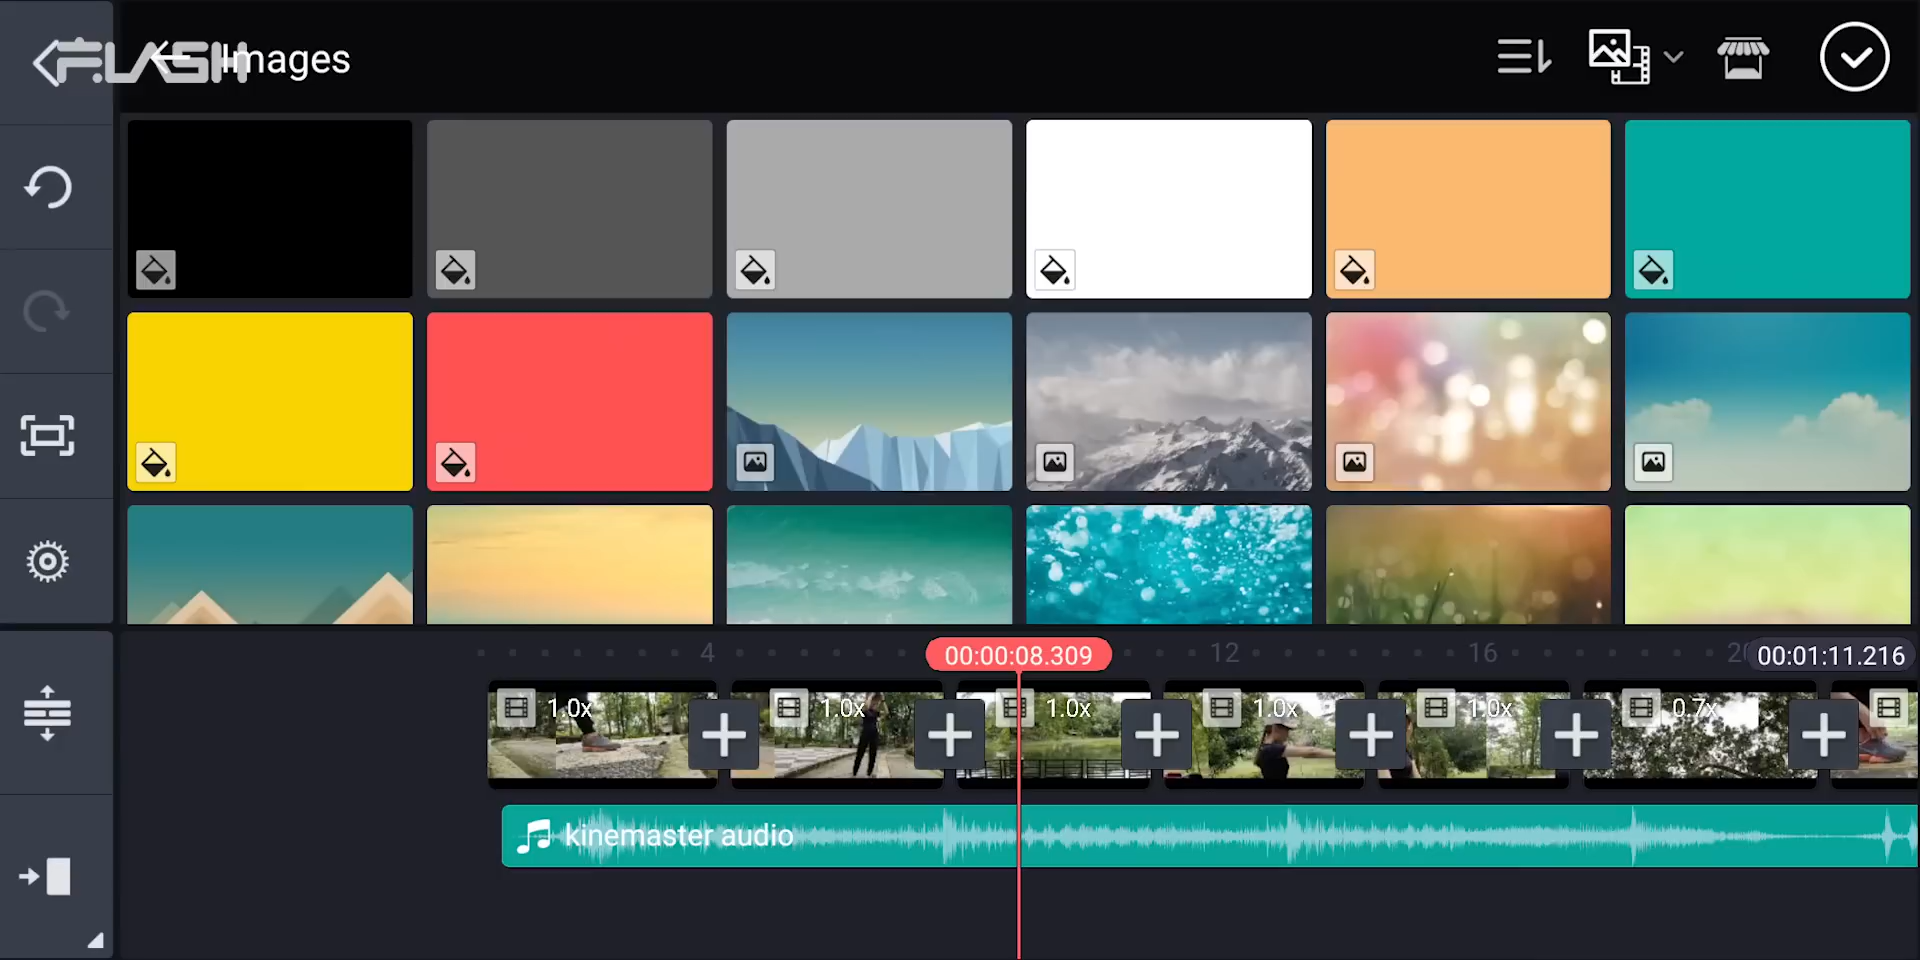 F.LASH
Images
4
00:00:08.309
12
16
00:01:11.216
1.0x
1.0x
1.0x
1.0x
1.0x
0.7x
kinemaster audio